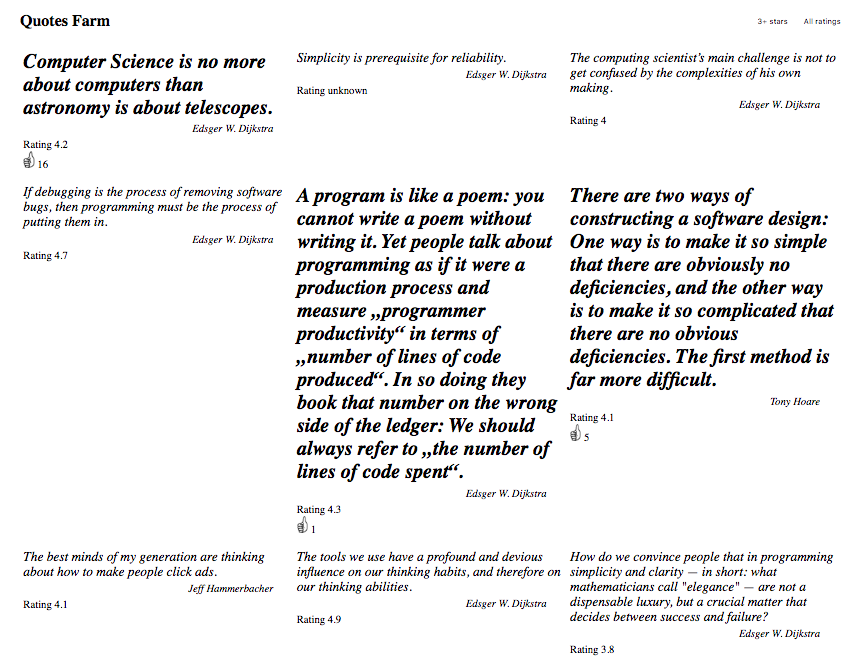 Quotes Farm
3+ stars
All ratings
Computer Science is no more
about computers than
astronomy is about telescopes.
Edsger W. Dijkstra
Rating 4.2
16
Simplicity is prerequisite for reliability.
Edsger W. Dijkstra
Rating unknown
The computing scientist’s main challenge is not to
get confused by the complexities of his own
making.
Edsger W. Dijkstra
Rating 4
If debugging is the process of removing software
bugs, then programming must be the process of
putting them in.
Edsger W. Dijkstra
Rating 4.7
A program is like a poem: you
cannot write a poem without
writing it. Yet people talk about
programming as if it were a
production process and
measure „programmer
productivity“ in terms of
„number of lines of code
produced“. In so doing they
book that number on the wrong
side of the ledger: We should
always refer to „the number of
lines of code spent“.
Edsger W. Dijkstra
Rating 4.3
1
There are two ways of
constructing a software design:
One way is to make it so simple
that there are obviously no
deficiencies, and the other way
is to make it so complicated that
there are no obvious
deficiencies. The first method is
far more difficult.
Tony Hoare
Rating 4.1
5
The best minds of my generation are thinking
about how to make people click ads.
Jeff Hammerbacher
Rating 4.1
The tools we use have a profound and devious
influence on our thinking habits, and therefore on
our thinking abilities.
Edsger W. Dijkstra
Rating 4.9
How do we convince people that in programming
simplicity and clarity — in short: what
mathematicians call "elegance" — are not a
dispensable luxury, but a crucial matter that
decides between success and failure?
Edsger W. Dijkstra
Rating 3.8